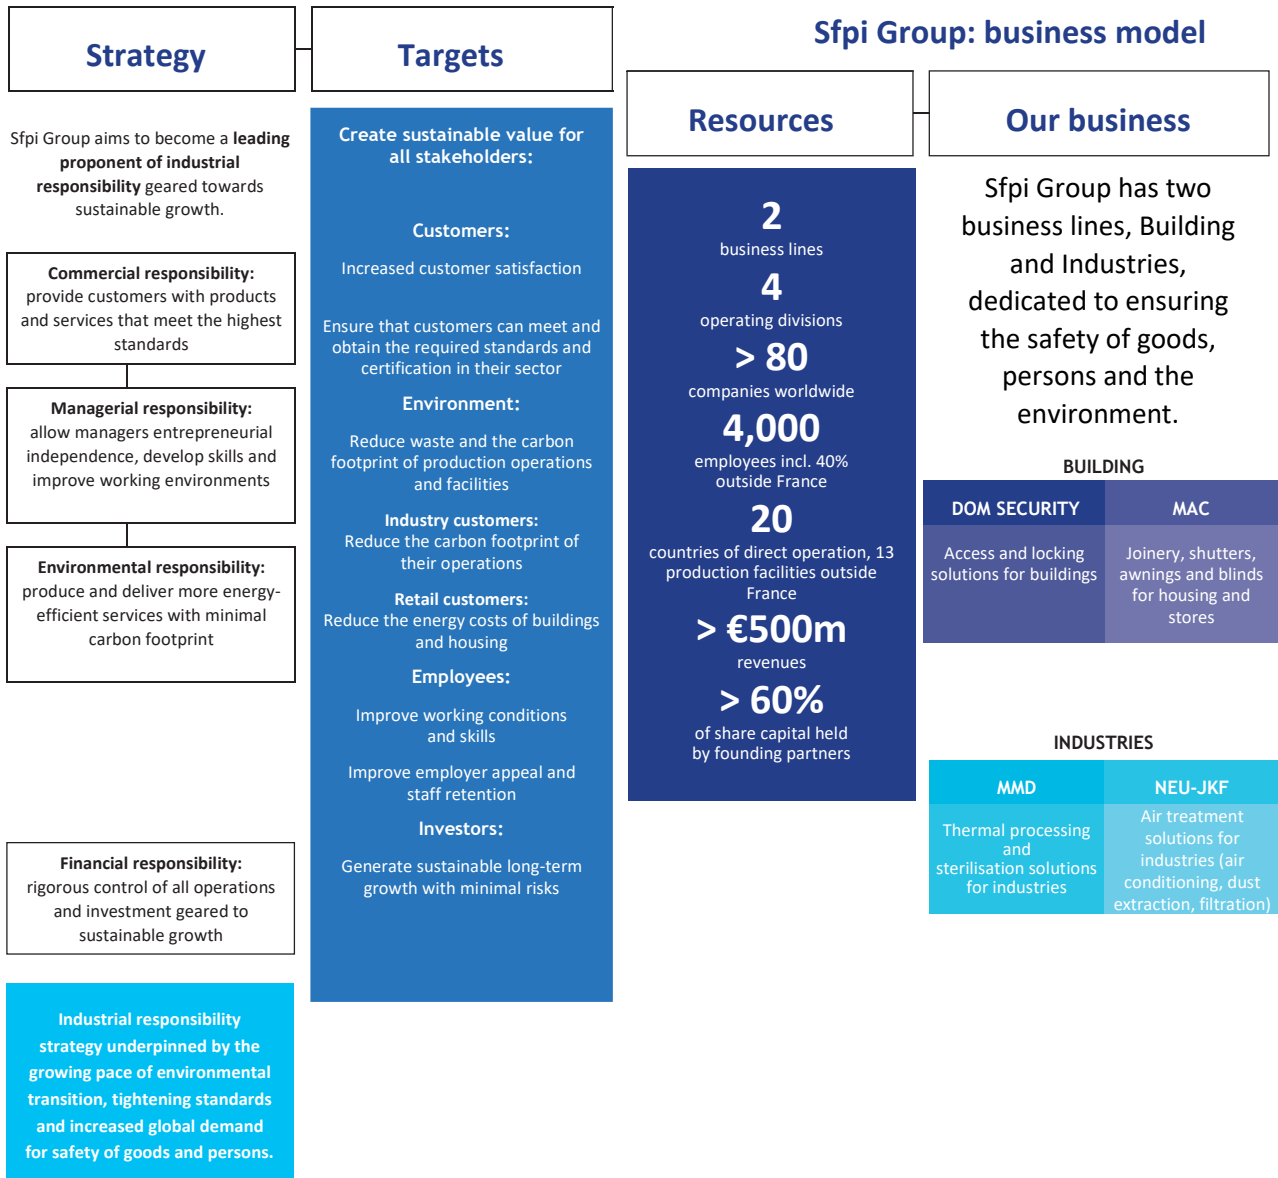 Sfpi Group: business model
Strategy
Sfpi Group aims to become a leading
proponent of industrial
responsibility geared towards
sustainable growth.
Commercial responsibility:
provide customers with products
and services that meet the highest
standards
Managerial responsibility:
allow managers entrepreneurial
independence, develop skills and
improve working environments
Environmental responsibility:
produce and deliver more energy-
efficient services with minimal
carbon footprint
Financial responsibility:
rigorous control of all operations
and investment geared to
sustainable growth
Industrial responsibility
strategy underpinned by the
growing pace of environmental
transition, tightening standards
and increased global demand
for safety of goods and persons.
Targets
Create sustainable value for
all stakeholders:
Customers:
Increased customer satisfaction
Ensure that customers can meet and
obtain the required standards and
certification in their sector
Environment:
Reduce waste and the carbon
footprint of production operations
and facilities
Industry customers:
Reduce the carbon footprint of
their operations
Retail customers:
Reduce the energy costs of buildings
and housing
Employees:
Improve working conditions
and skills
Improve employer appeal and
staff retention
Investors:
Generate sustainable long-term
growth with minimal risks
Resources
2
business lines
4
operating divisions
> 80
companies worldwide
4,000
employees incl. 40%
outside France
20
countries of direct operation, 13
production facilities outside
France
> €500m
revenues
> 60%
of share capital held
by founding partners
Our business
Sfpi Group has two
business lines, Building
and Industries,
dedicated to ensuring
the safety of goods,
persons and the
environment.
BUILDING
DOM SECURITY
Access and locking
solutions for buildings
MAC
Joinery, shutters,
awnings and blinds
for housing and
stores
INDUSTRIES
MMD
Thermal processing
and
sterilisation solutions
for industries
NEU-JKF
Air treatment
solutions for
industries (air
conditioning, dust
extraction, filtration)